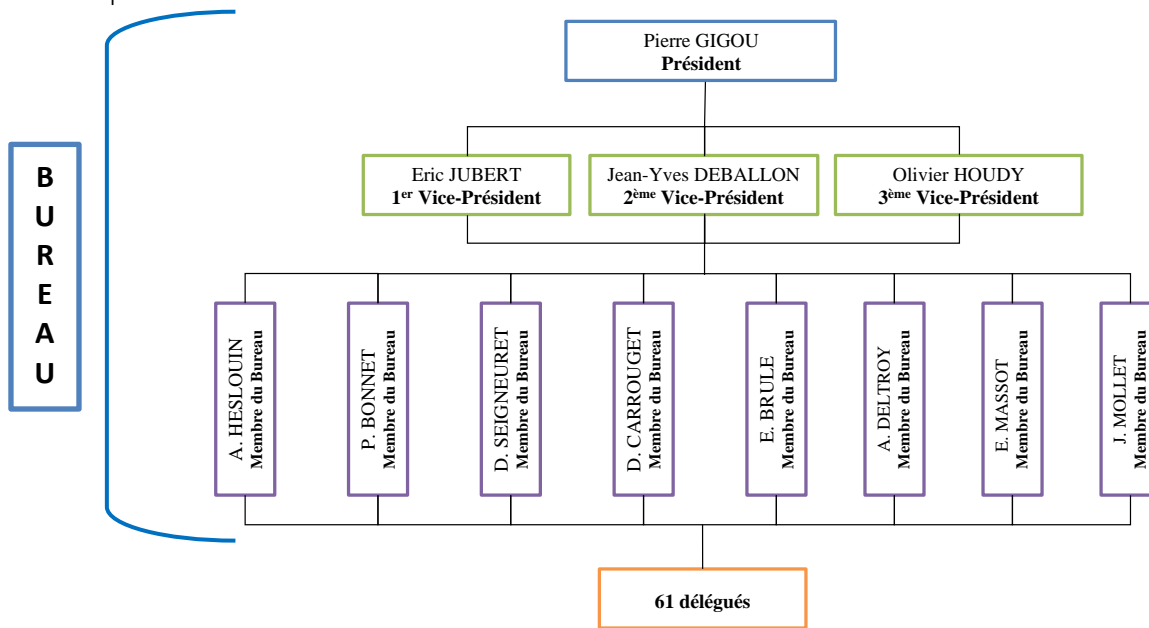 Pierre GIGOU
Président
B
U
R
E
A
U
Eric JUBERT
1er Vice-Président
Jean-Yves DEBALLON
2ème Vice-Président
Olivier HOUDY
3ème Vice-Président
A. HESLOUIN
Membre du Bureau
P. BONNET
Membre du Bureau
D. SEIGNEURET
Membre du Bureau
D. CARROUGET
Membre du Bureau
E. BRULE
Membre du Bureau
A. DELTROY
Membre du Bureau
E. MASSOT
Membre du Bureau
J. MOLLET
Membre du Bureau
61 délégués